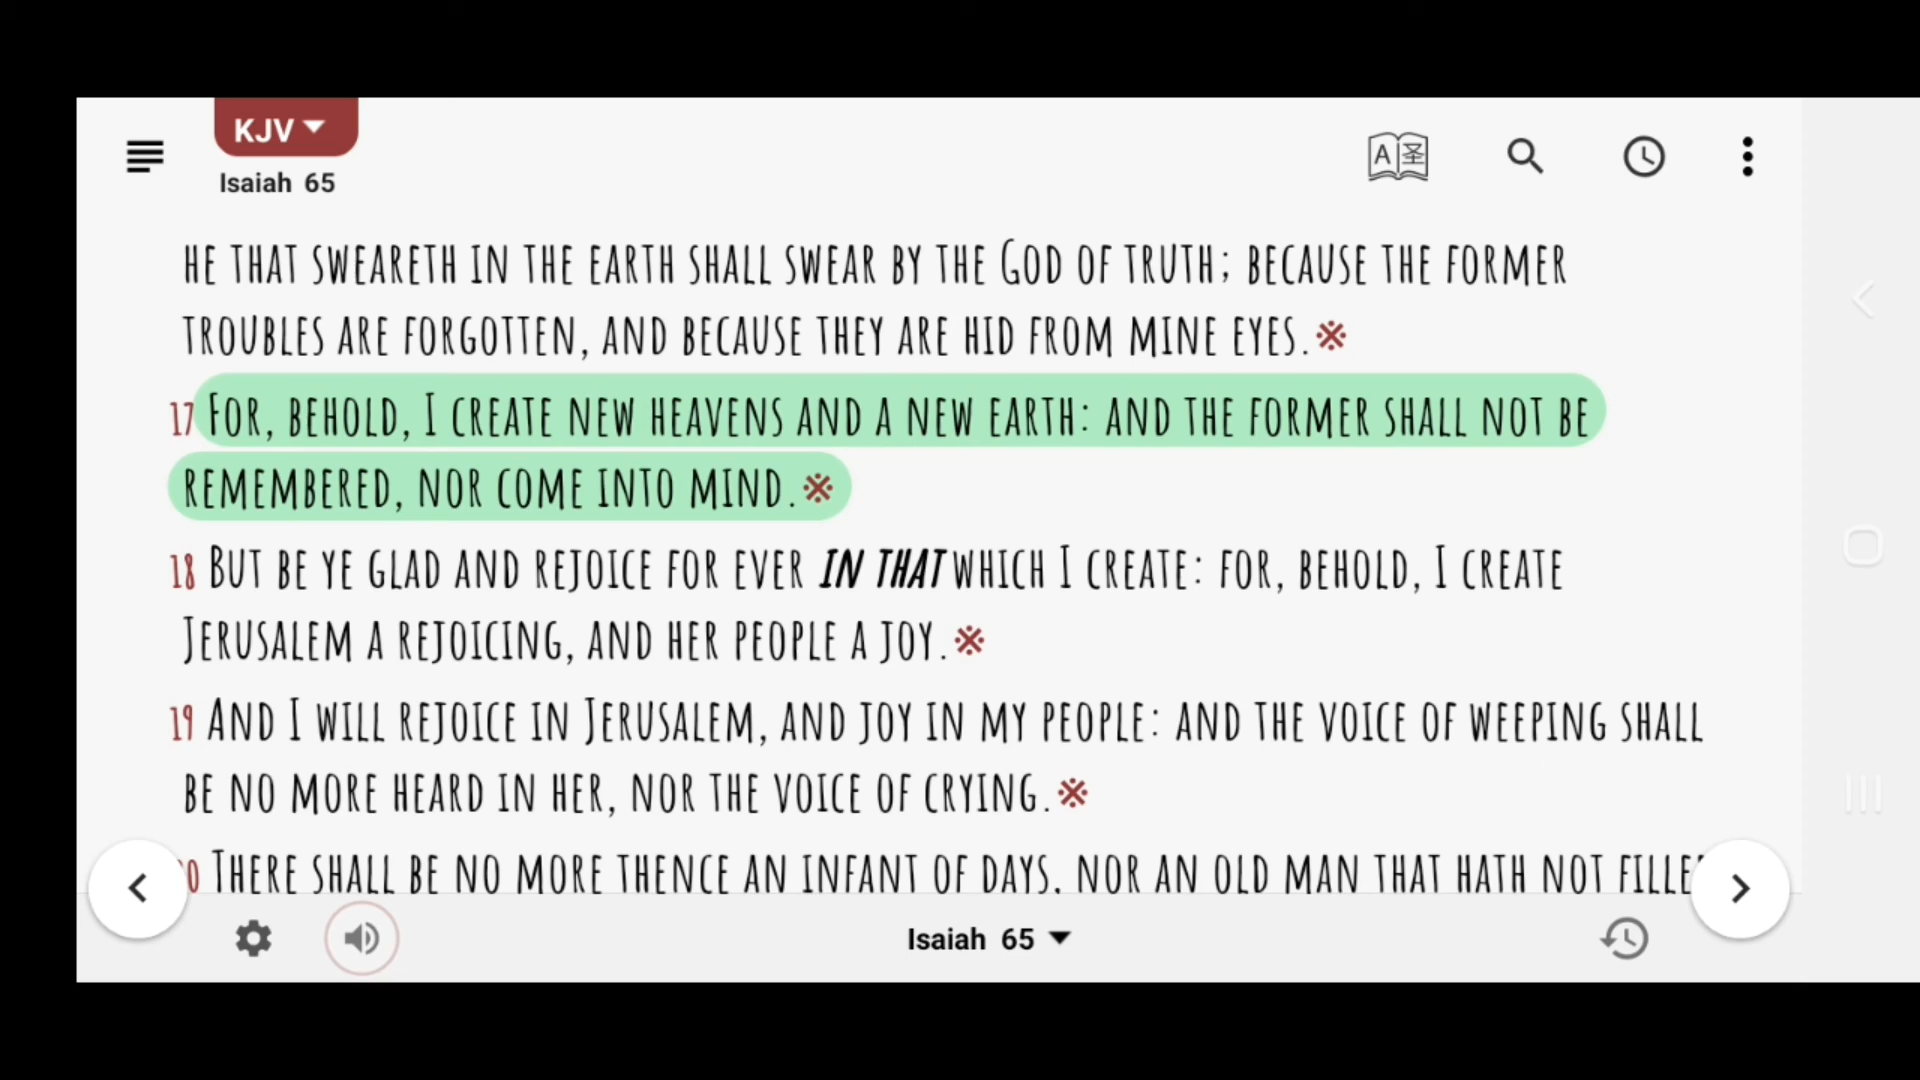 KJV
Isaiah 65
HE THAT SWEARETH IN THE EARTH SHALL SWEAR BY THE GOD OF TRUTH; BECAUSE THE FORMER
TROUBLES ARE FORGOTTEN, AND BECAUSE THEY ARE HID FROM MINE EYES.※
17 FOR, BEHOLD, I CREATE NEW HEAVENS AND A NEW EARTH: AND THE FORMER SHALL NOT BE
REMEMBERED, NOR COME INTO MIND.※
18 BUT BE YE GLAD AND REJOICE FOR EVER IN THAT WHICH I CREATE: FOR, BEHOLD, I CREATE
JERUSALEM A REJOICING, AND HER PEOPLE A JOY.※
19 AND I WILL REJOICE IN JERUSALEM, AND JOY IN MY PEOPLE: AND THE VOICE OF WEEPING SHALL
BE NO MORE HEARD IN HER, NOR THE VOICE OF CRYING.※
THERE SHALL BE NO MORE THENCE AN INFANT OF DAYS, NOR AN OLD MAN THAT HATH NOT
Isaiah 65